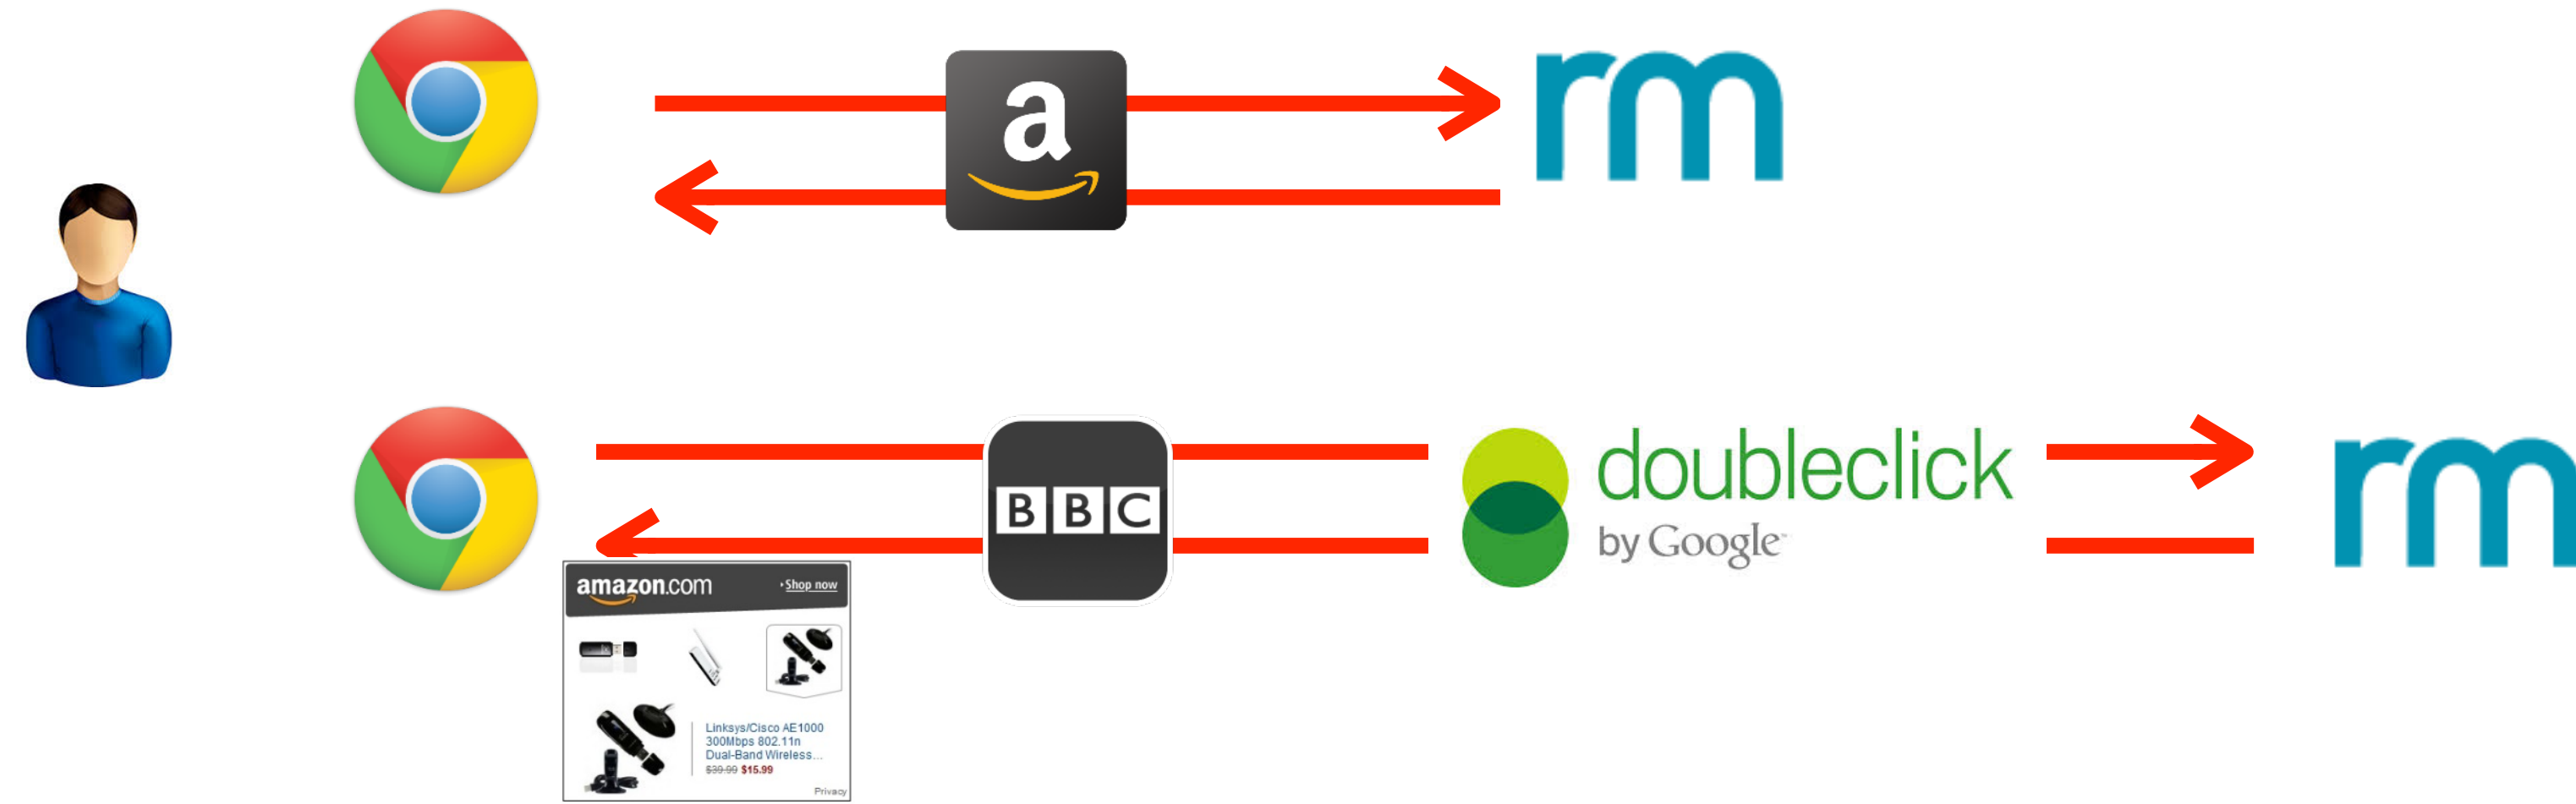 a
rm
BBC
doubleclick
by Google™
rm
amazon.com
Shop now
Linksys/Cisco AE1000
300Mbps 802.11n
Dual-Band Wireless...
$39.99 $15.99
Privacy